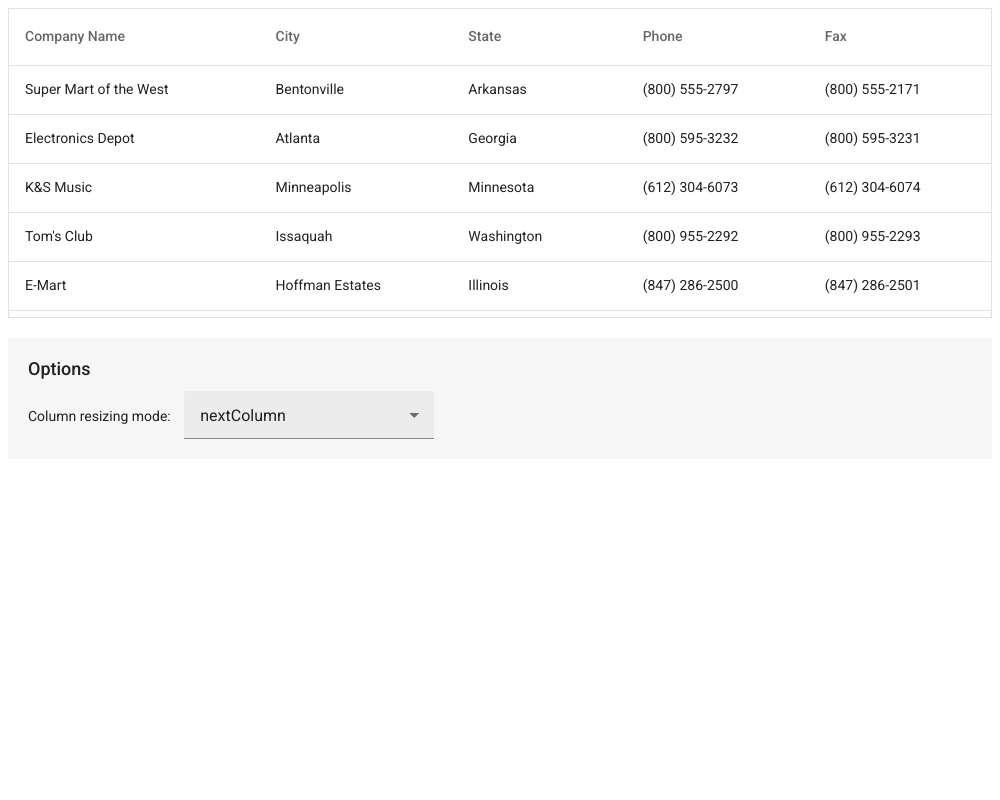 Company Name City State Phone Fax
Super Mart of the West Bentonville Arkansas (800) 555-2797 (800) 555-2171
Electronics Depot Atlanta Georgia (800) 595-3232 (800) 595-3231
K&S Music Minneapolis Minnesota (612) 304-6073 (612) 304-6074
Tom's Club Issaquah Washington (800) 955-2292 (800) 955-2293
E-Mart Hoffman Estates Illinois (847) 286-2500 (847) 286-2501
Options
Column resizing mode: nextColumn